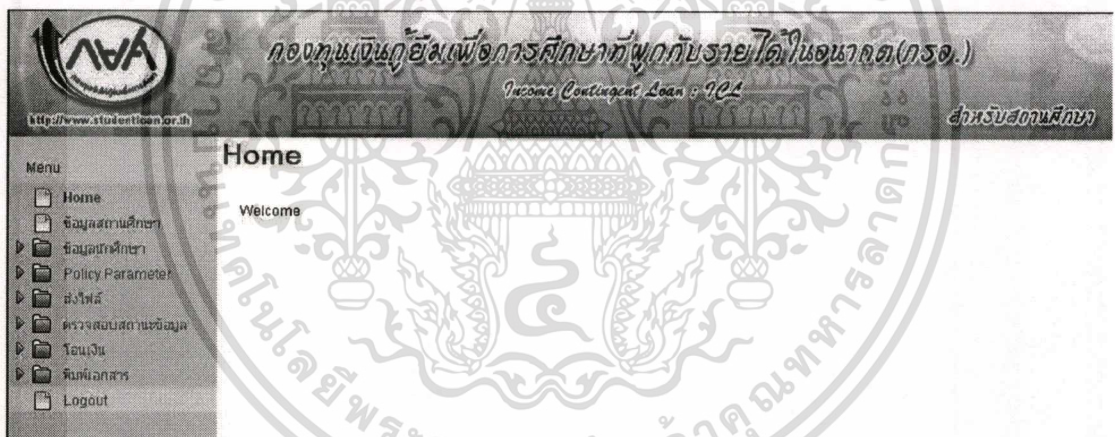 กยศ
http://www.studentloan.or.th
กองทุนเงินกู้ยืมเพื่อการศึกษาที่ผูกกับรายได้ในอนาคต(กรอ.)
Income Contingent Loan : ICL
สำหรับสถานศึกษา
Menu
Home
ข้อมูลสถานศึกษา
ข้อมูลนักศึกษา
Policy Parameter
ส่งไฟล์
ตรวจสอบสถานะข้อมูล
โอนเงิน
พิมพ์เอกสาร
Logout
Home
Welcome